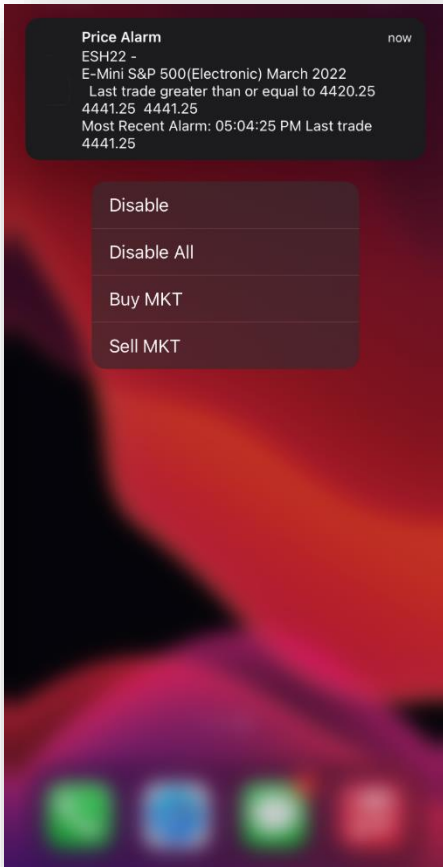 Price Alarm
now
ESH22 -
E-Mini S&P 500(Electronic) March 2022
Last trade greater than or equal to 4420.25
4441.25  4441.25
Most Recent Alarm: 05:04:25 PM Last trade
4441.25
Disable
Disable All
Buy MKT
Sell MKT